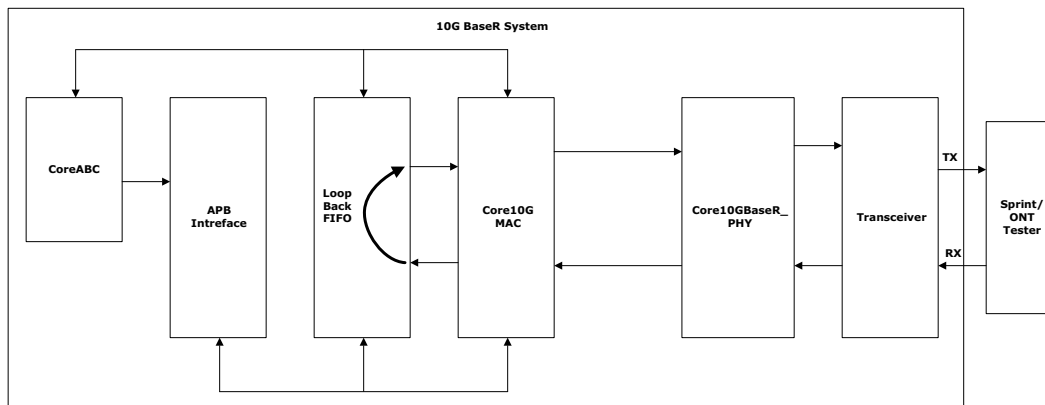 10G BaseR System
CoreABC
APB
Intreface
Loop
Back
FIFO
Core10G
MAC
Core10GBaseR_
PHY
Transceiver
TX
RX
Sprint/
ONT
Tester